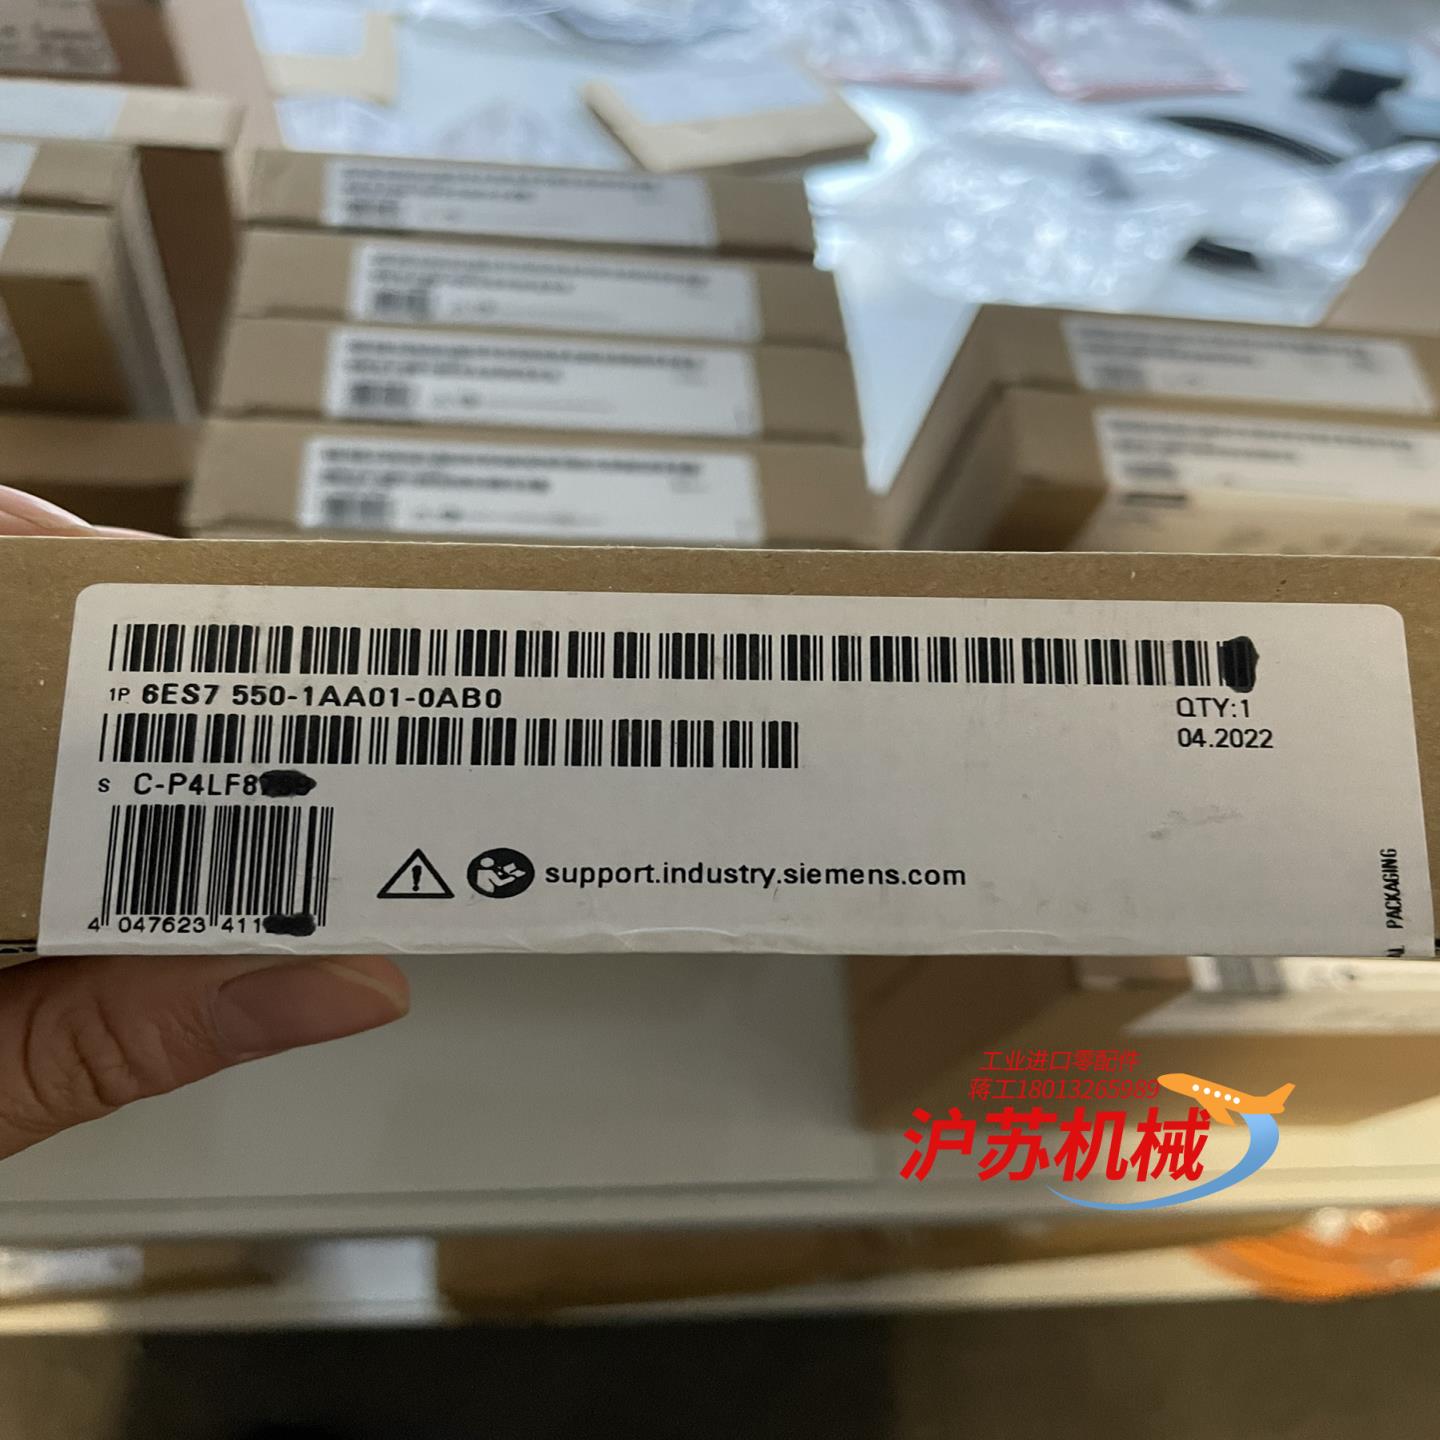 1P 6ES7 550-1AA01-0AB0
QTY:1
04.2022
S C-P4LF8
4 047623 411
support.industry.siemens.com
PACKAGING
工业进口零配件
蒋工18013265989
沪苏机械